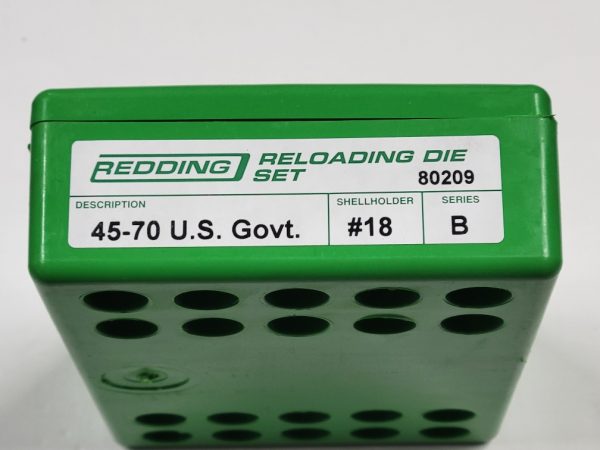 REDDING RELOADING DIE
SET 80209
DESCRIPTION SHELLHOLDER SERIES
45-70 U.S. Govt. #18 B